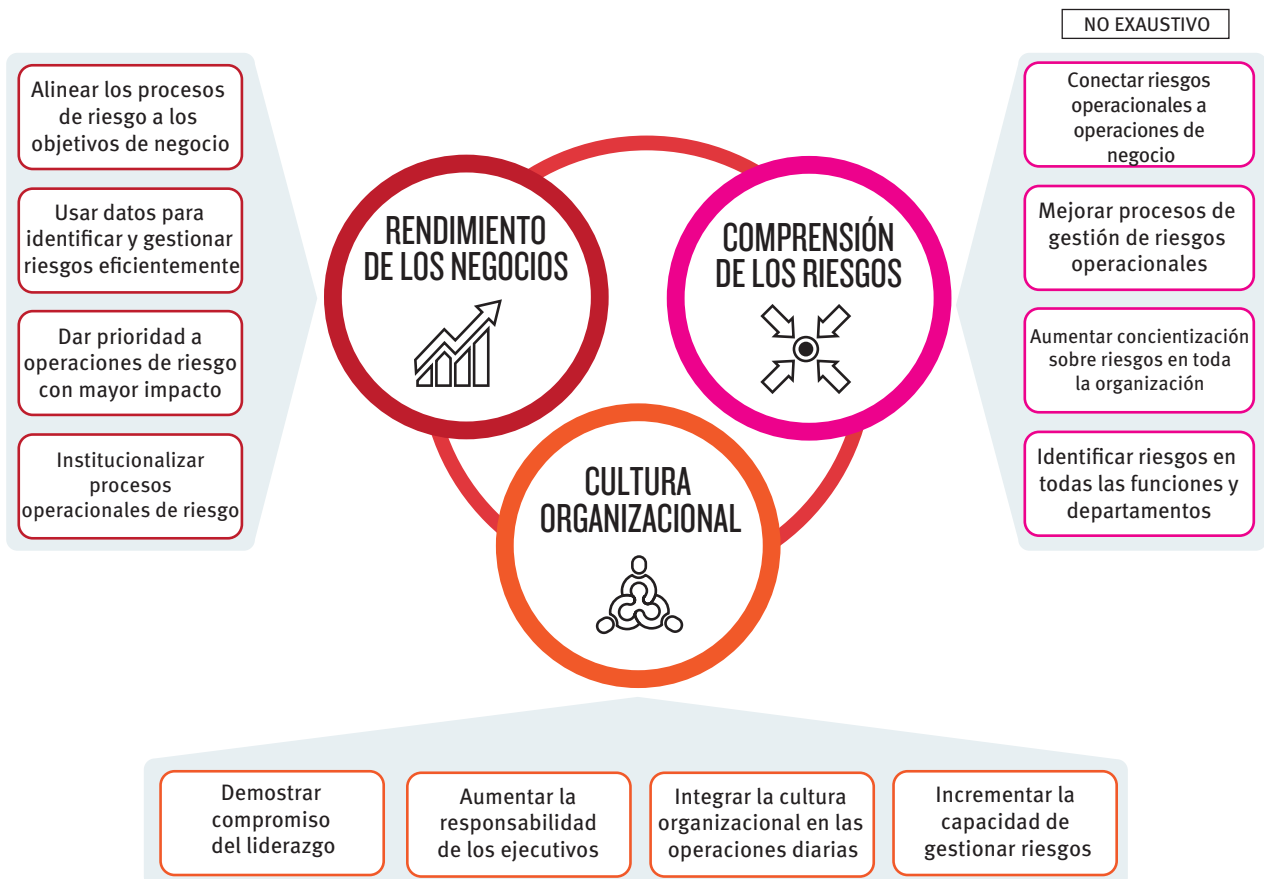 NO EXAUSTIVO
Alinear los procesos
de riesgo a los
objetivos de negocio
Usar datos para
identificar y gestionar
riesgos eficientemente
Dar prioridad a
operaciones de riesgo
con mayor impacto
Institucionalizar
procesos
operacionales de riesgo
RENDIMIENTO
DE LOS NEGOCIOS
COMPRENSIÓN
DE LOS RIESGOS
CULTURA
ORGANIZACIONAL
Conectar riesgos
operacionales a
operaciones de
negocio
Mejorar procesos de
gestión de riesgos
operacionales
Aumentar concientización
sobre riesgos en toda
la organización
Identificar riesgos en
todas las funciones y
departamentos
Demostrar
compromiso
del liderazgo
Aumentar la
responsabilidad
de los ejecutivos
Integrar la cultura
organizacional en las
operaciones diarias
Incrementar la
capacidad de
gestionar riesgos